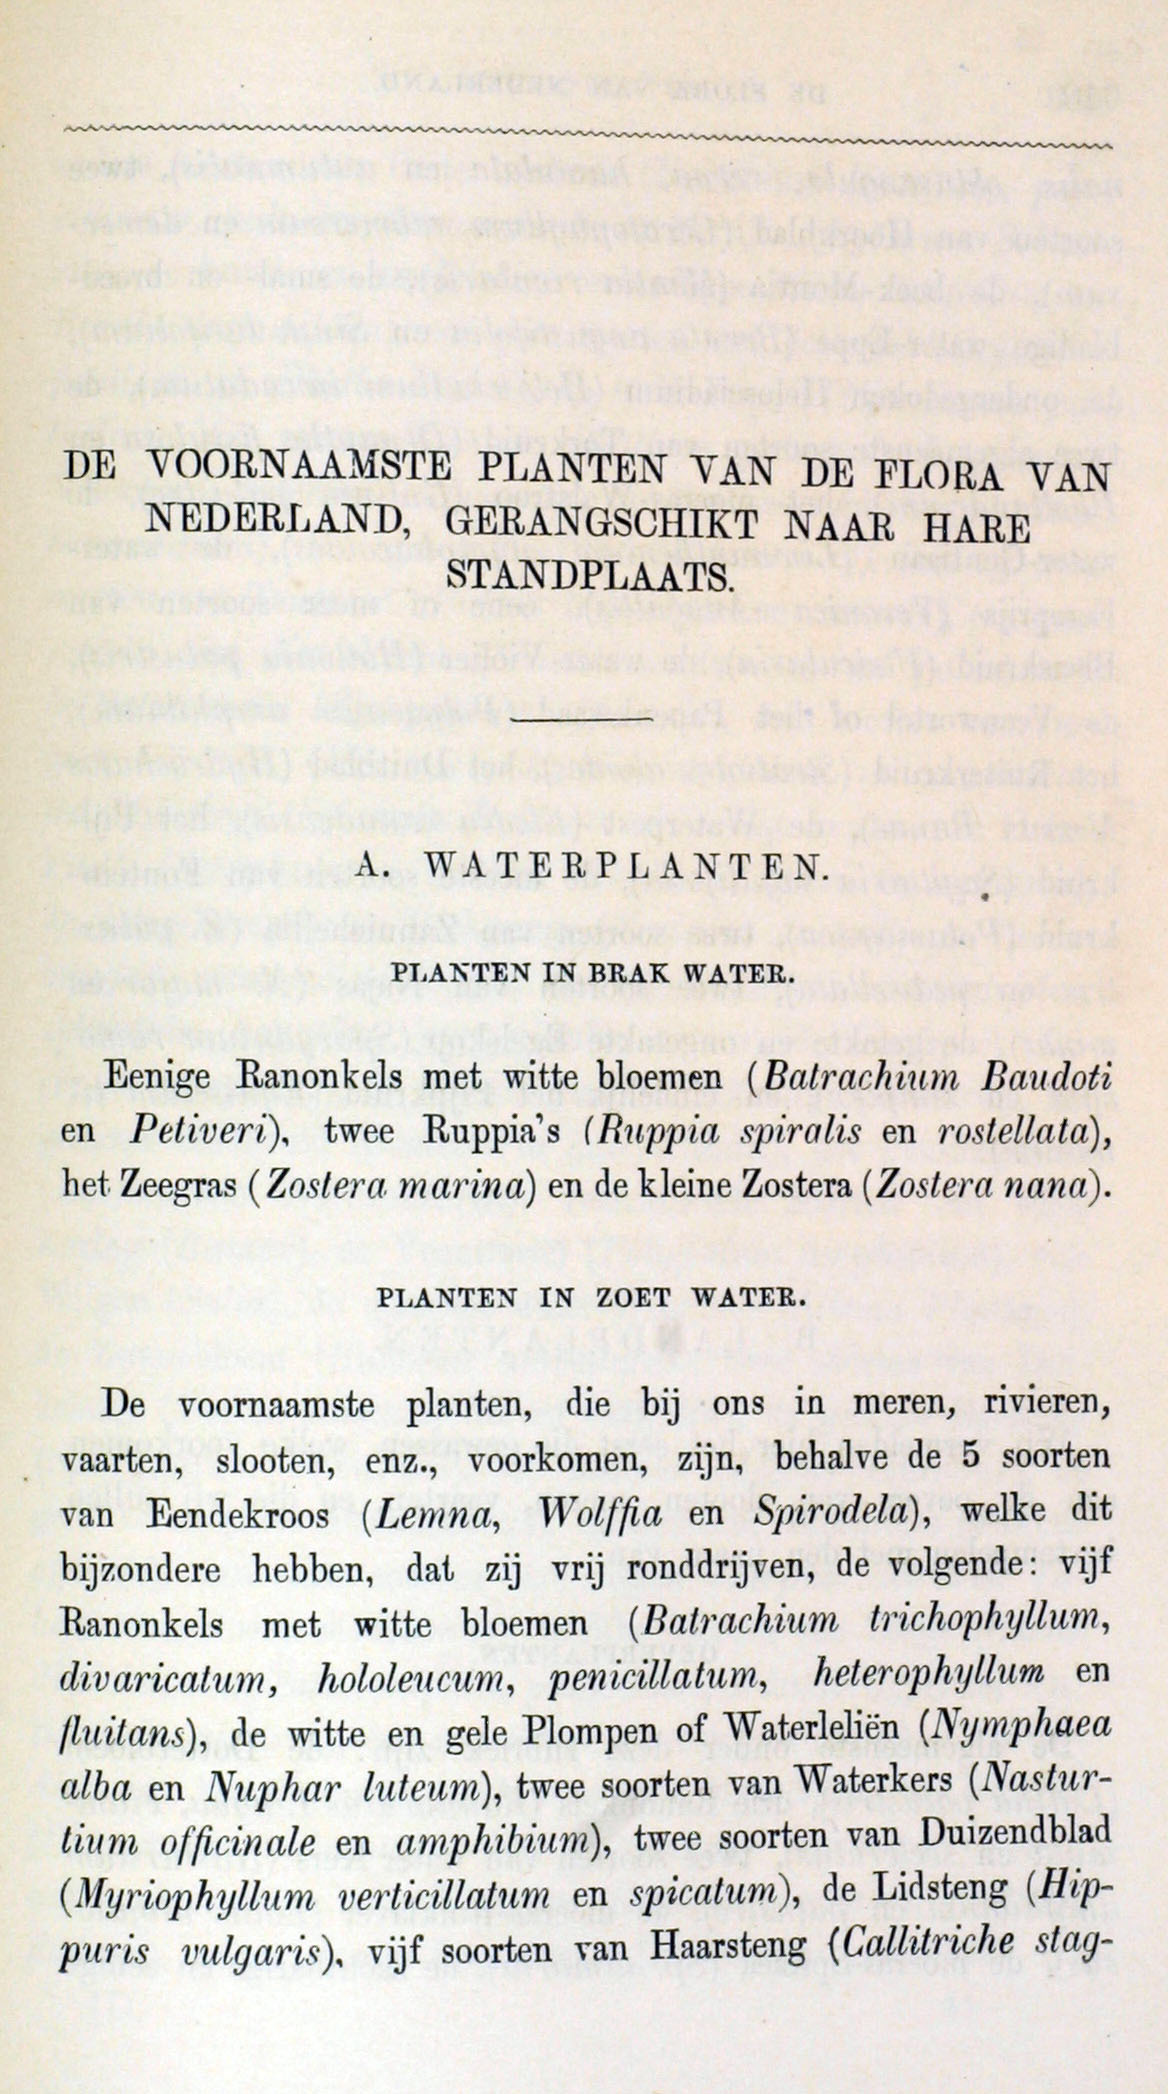 DE VOORNAAMSTE PLANTEN VAN DE FLORA VAN
NEDERLAND, GERANGSCHIKT NAAR HARE
STANDPLAATS.
A. WATERPLANTEN.
PLANTEN IN BRAK WATER.
Eenige Ranonkels met witte bloemen (Batrachium Baudoti
en Petiveri), twee Ruppia's (Ruppia spiralis en rostellata),
het Zeegras (Zostera marina) en de kleine Zostera (Zostera nana).
PLANTEN IN ZOET WATER.
De voornaamste planten, die bij ons in meren, rivieren,
vaarten, slooten, enz., voorkomen, zijn, behalve de 5 soorten
van Eendekroos (Lemna, Wolffia en Spirodela), welke dit
bijzondere hebben, dat zij vrij ronddrijven, de volgende: vijf
Ranonkels met witte bloemen (Batrachium trichophyllum,
divaricatum, hololeucum, penicillatum, heterophyllum en
fluitans), de witte en gele Plompen of Waterleliën (Nymphaea
alba en Nuphar luteum), twee soorten van Waterkers (Nastur-
tium officinale en amphibium), twee soorten van Duizendblad
(Myriophyllum verticillatum en spicatum), de Lidsteng (Hip-
puris vulgaris), vijf soorten van Haarsteng (Callitriche stag-